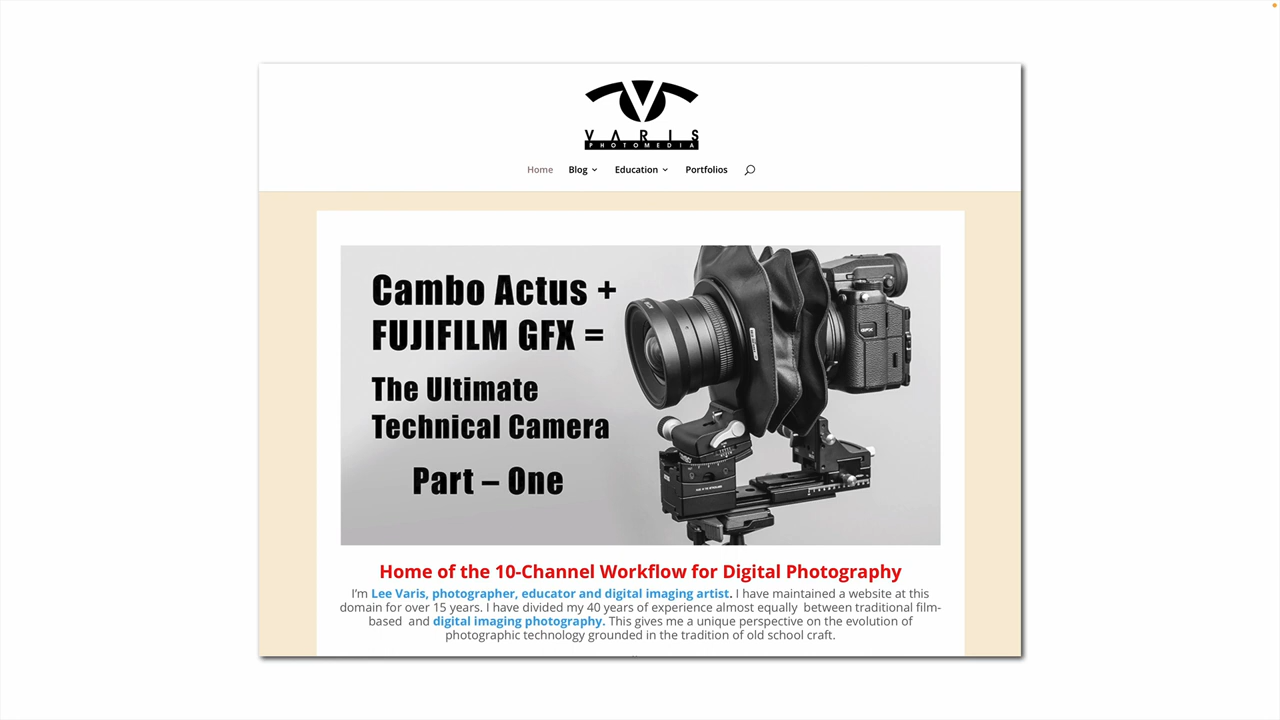 VARIS
PHOTOMEDIA
Home Blog Education Portfolios
Cambo Actus +
FUJIFILM GFX =
The Ultimate
Technical Camera
Part – One
GFX
Home of the 10-Channel Workflow for Digital Photography
I’m Lee Varis, photographer, educator and digital imaging artist. I have maintained a website at this
domain for over 15 years. I have divided my 40 years of experience almost equally between traditional film-
based and digital imaging photography. This gives me a unique perspective on the evolution of
photographic technology grounded in the tradition of old school craft.